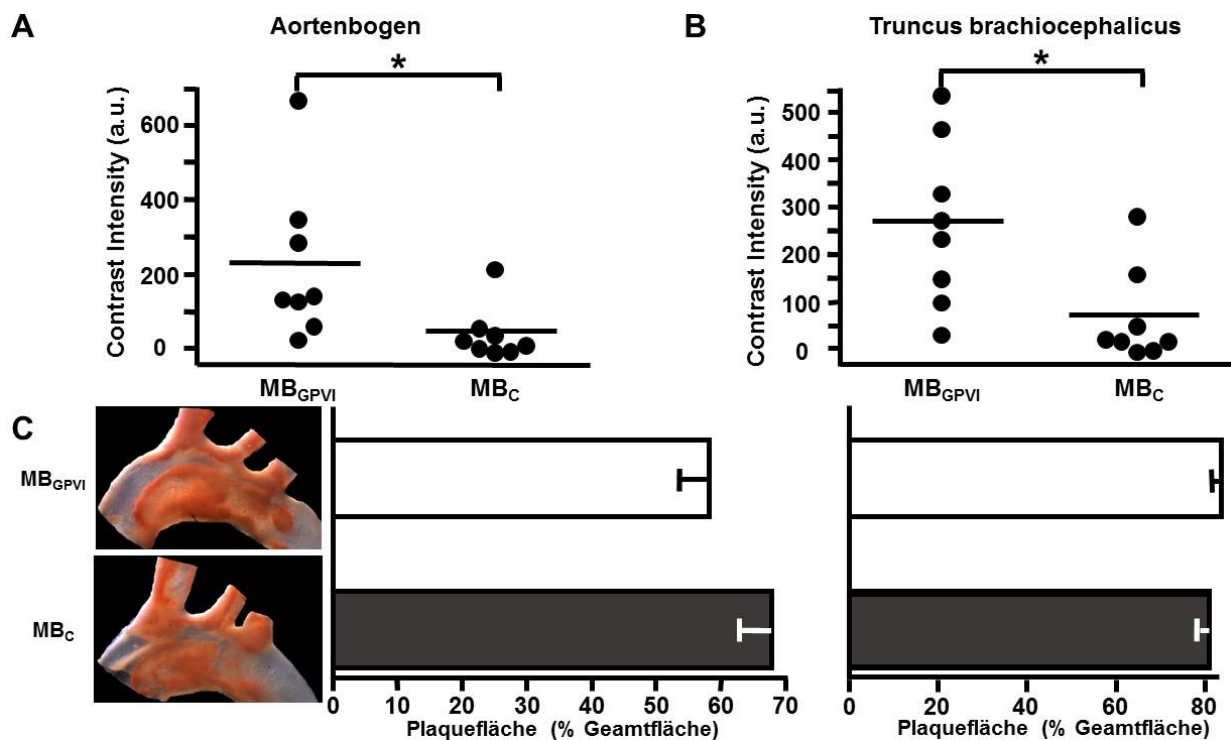 A
Aortenbogen
*
Contrast Intensity (a.u.)
600
400
200
0
MBGPVI
MBC
B
Truncus brachiocephalicus
*
Contrast Intensity (a.u.)
500
400
300
200
100
0
MBGPVI
MBC
C
MBGPVI
MBC
0 10 20 30 40 50 60 70
Plaquefläche (% Geamtfläche)
0 20 40 60 80
Plaquefläche (% Geamtfläche)